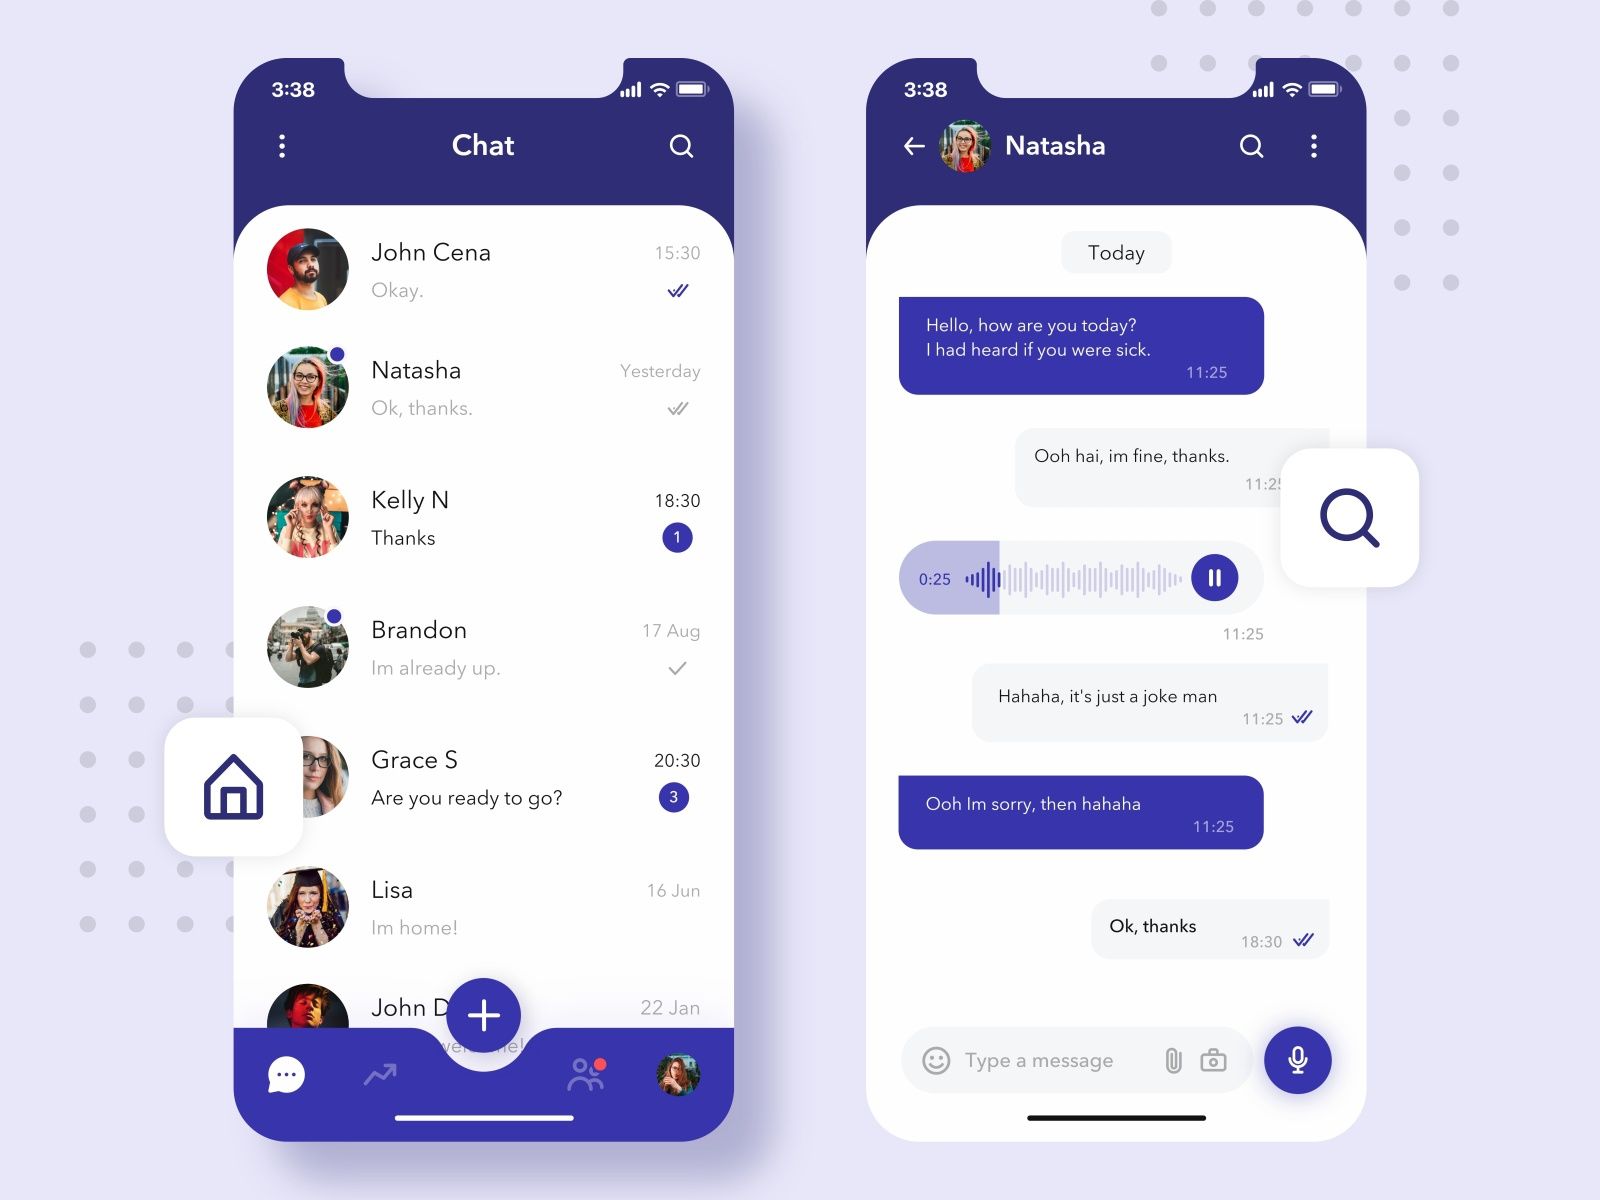 3:38
Chat
John Cena
15:30
Okay.
Natasha
Yesterday
Ok, thanks.
Kelly N
18:30
Thanks
1
Brandon
17 Aug
Im already up.
Grace S
20:30
Are you ready to go?
3
Lisa
16 Jun
Im home!
John D
22 Jan
3:38
Natasha
Today
Hello, how are you today?
I had heard if you were sick.
11:25
Ooh hai, im fine, thanks.
11:25
0:25
11:25
Hahaha, it's just a joke man
11:25
Ooh Im sorry, then hahaha
11:25
Ok, thanks
18:30
Type a message